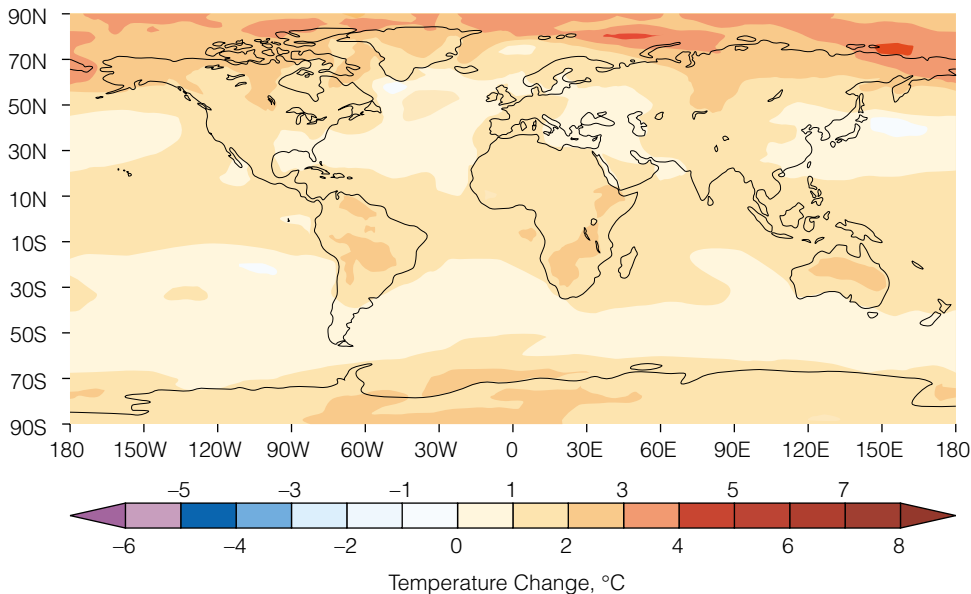 90N
70N
50N
30N
10N
10S
30S
50S
70S
90S
180 150W 120W 90W 60W 30W 0 30E 60E 90E 120E 150E 180
–5 –3 –1 1 3 5 7
–6 –4 –2 0 2 4 6 8
Temperature Change, °C